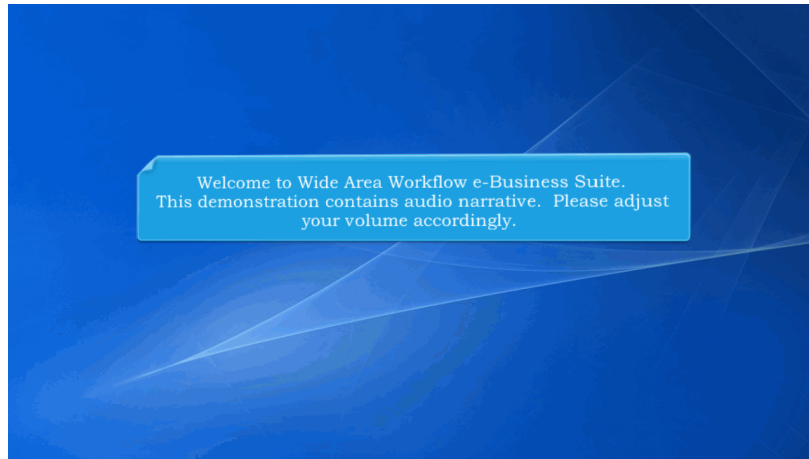 Welcome to Wide Area Workflow e-Business Suite.
This demonstration contains audio narrative.  Please adjust
your volume accordingly.